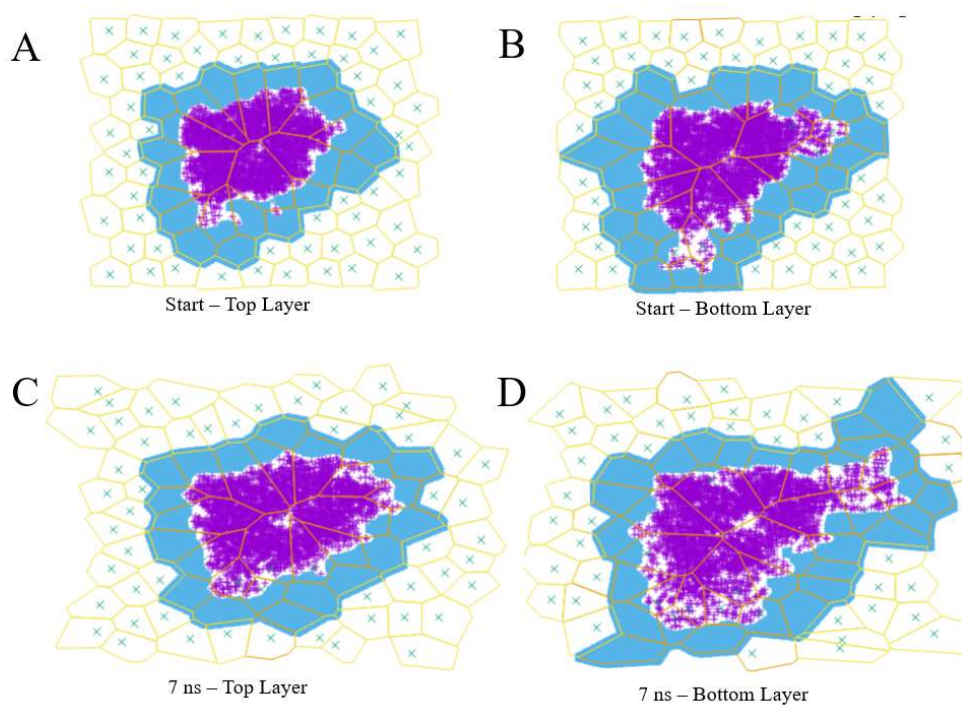 A
B
Start – Top Layer
Start – Bottom Layer
C
D
7 ns – Top Layer
7 ns – Bottom Layer